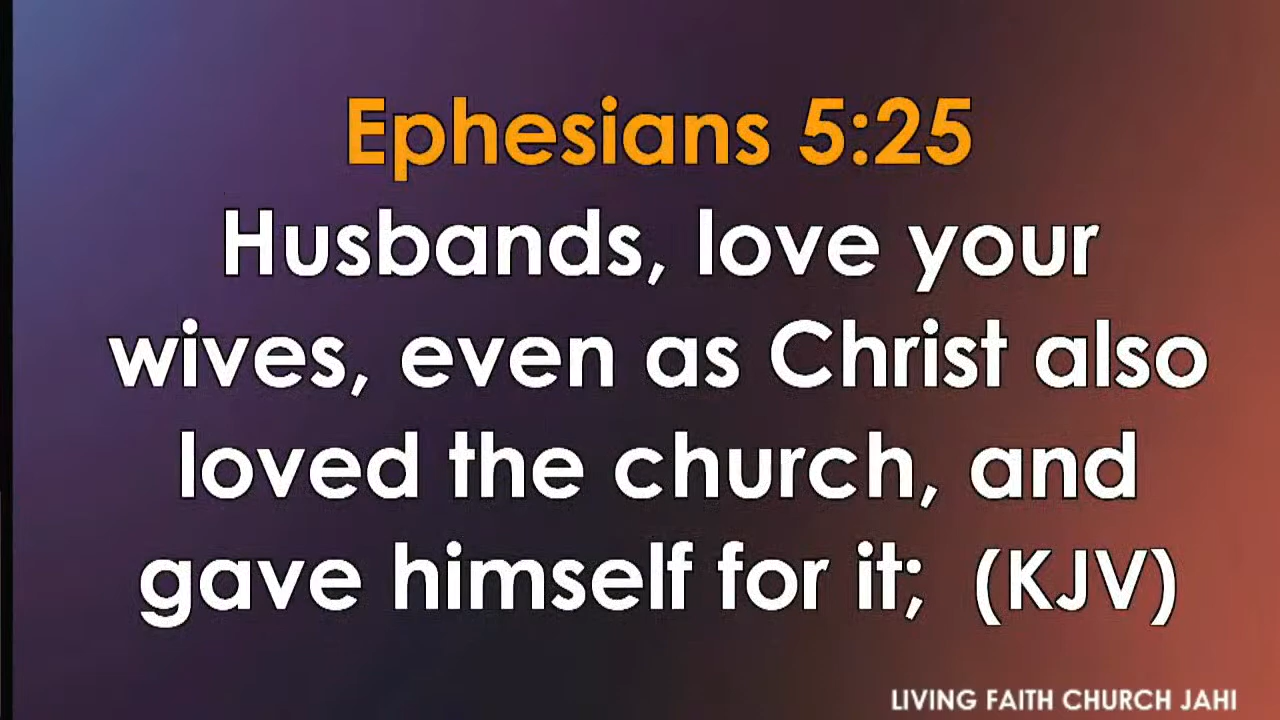 Ephesians 5:25
Husbands, love your
wives, even as Christ also
loved the church, and
gave himself for it;  (KJV)
LIVING FAITH CHURCH JAHI